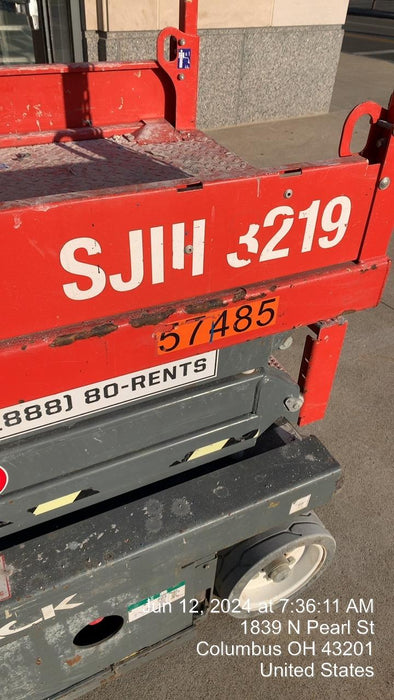 SJIII 3219
57485
(888) 80-RENTS
CK
Jun 12, 2024 at 7:36:11 AM
1839 N Pearl St
Columbus OH 43201
United States